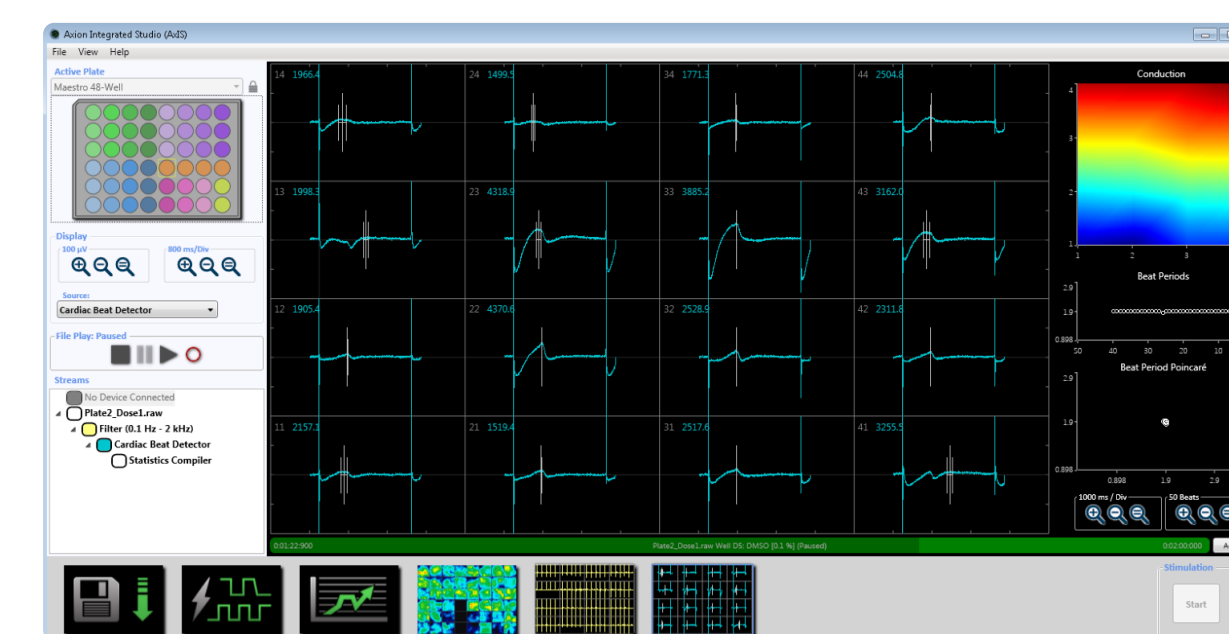 Axion Integrated Studio (AxIS)
File View Help
Active Plate
Maestro 48-Well
Display
100 µV
800 ms/Div
Source:
Cardiac Beat Detector
File Play: Paused
Streams
No Device Connected
Plate2_Dose1.raw
Filter (0.1 Hz - 2 kHz)
Cardiac Beat Detector
Statistics Compiler
14 1966.4
24 1499.5
34 1771.3
44 2504.8
13 1998.3
23 4318.9
33 3885.2
43 3162.0
12 1905.4
22 4370.6
32 2528.9
42 2311.8
11 2157.1
21 1519.4
31 2517.6
41 3255.5
0:01:22:900
Plate2_Dose1.raw Well D5: DMSO [0.1 %] (Paused)
0:02:00:000
A
Conduction
4
3
2
1
1 2 3
Beat Periods
2.9
1.9
0.898
50 40 30 20 10
Beat Period Poincaré
2.9
1.9
0.898
0.898 1.9 2.9
1000 ms / Div
50 Beats
Stimulation
Start